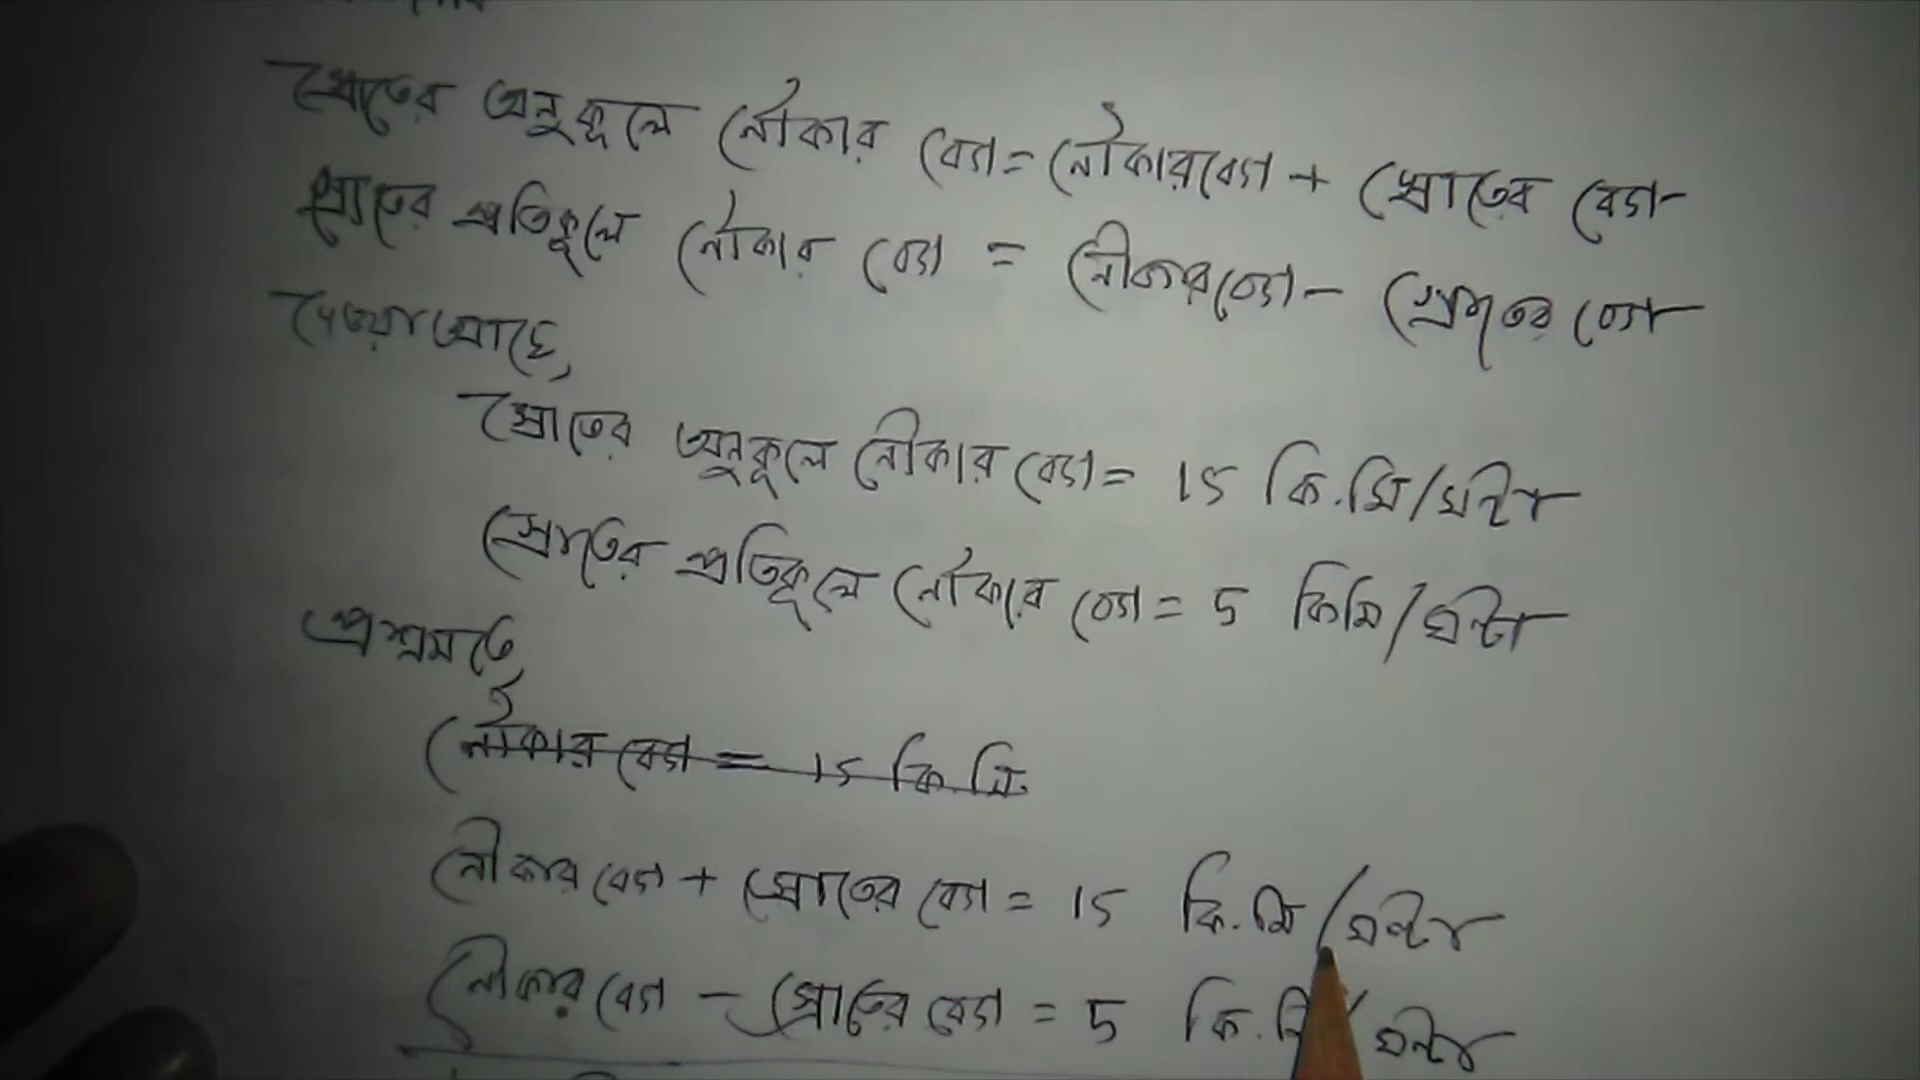 স্রোতের অনুকূলে নৌকার বেগ = নৌকার বেগ + স্রোতের বেগ
স্রোতের প্রতিকূলে নৌকার বেগ = নৌকার বেগ - স্রোতের বেগ
দেওয়া আছে,
স্রোতের অনুকূলে নৌকার বেগ = 15 কি.মি/ঘন্টা
স্রোতের প্রতিকূলে নৌকার বেগ = 5 কিমি/ঘন্টা
প্রশ্নমতে,
নৌকার বেগ = 15 কি.মি.
নৌকার বেগ + স্রোতের বেগ = 15 কি.মি/ঘন্টা
নৌকার বেগ - স্রোতের বেগ = 5 কি.মি/ঘন্টা